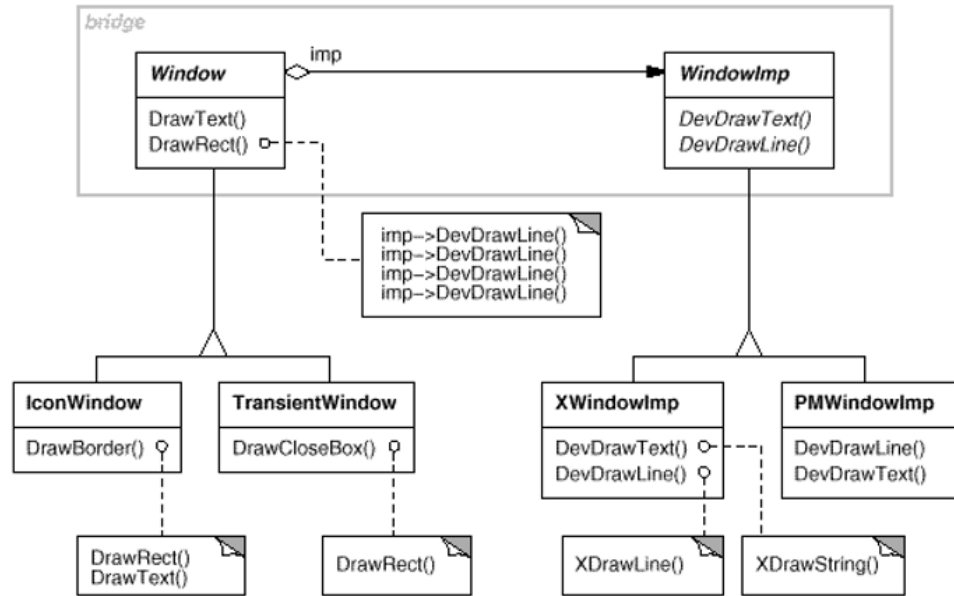 bridge
imp
Window
WindowImp
DrawText()
DrawRect()
DevDrawText()
DevDrawLine()
imp->DevDrawLine()
imp->DevDrawLine()
imp->DevDrawLine()
imp->DevDrawLine()
IconWindow
DrawBorder()
TransientWindow
DrawCloseBox()
XWindowImp
DevDrawText()
DevDrawLine()
PMWindowImp
DevDrawLine()
DevDrawText()
DrawRect()
DrawText()
DrawRect()
XDrawLine()
XDrawString()